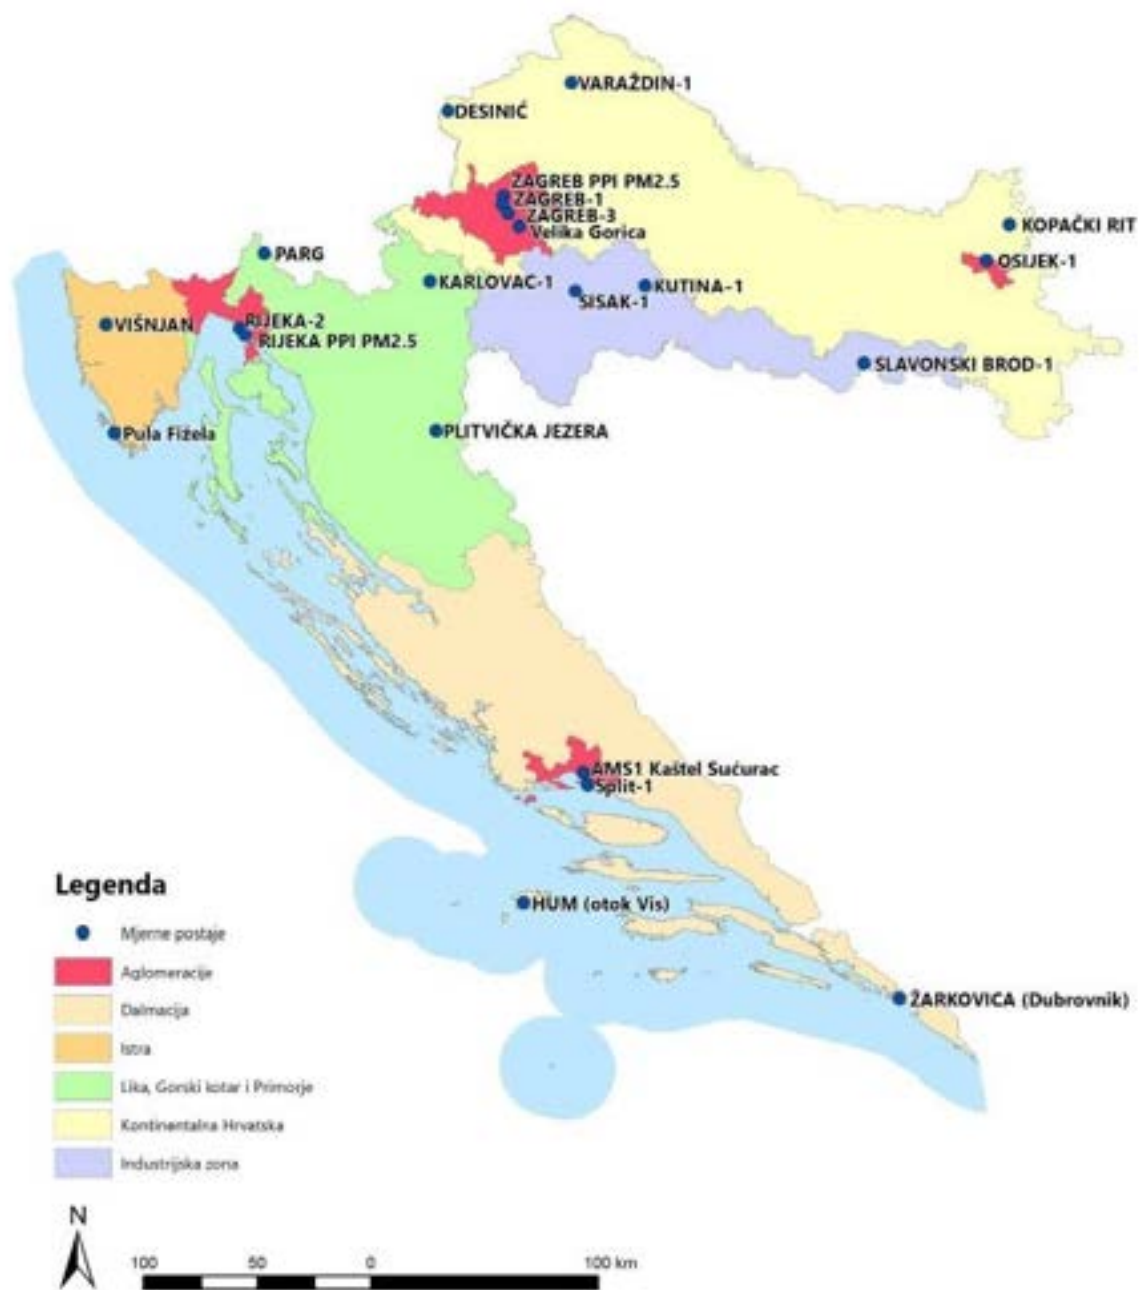 VARAŽDIN-1
DESINIĆ
ZAGREB PPI PM2.5
ZAGREB-1
ZAGREB-3
Velika Gorica
KOPAČKI RIT
OSIJEK-1
PARG
KARLOVAC-1
SISAK-1
KUTINA-1
VIŠNJAN
RIJEKA-2
RIJEKA PPI PM2.5
SLAVONSKI BROD-1
Pula Fižela
PLITVIČKA JEZERA
AMS1 Kaštel Sućurac
Split-1
HUM (otok Vis)
ŽARKOVICA (Dubrovnik)
Legenda
Mjerne postaje
Aglomeracije
Dalmacija
Istra
Lika, Gorski kotar i Primorje
Kontinentalna Hrvatska
Industrijska zona
N
100 50 0 100 km